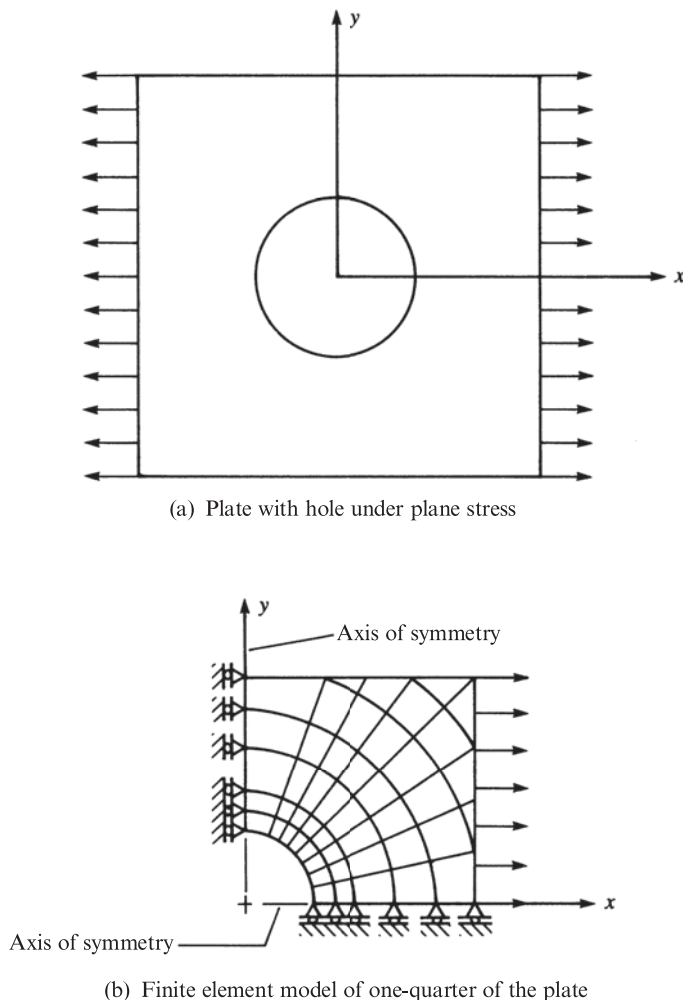 y
x
(a) Plate with hole under plane stress
y
Axis of symmetry
x
Axis of symmetry
(b) Finite element model of one-quarter of the plate